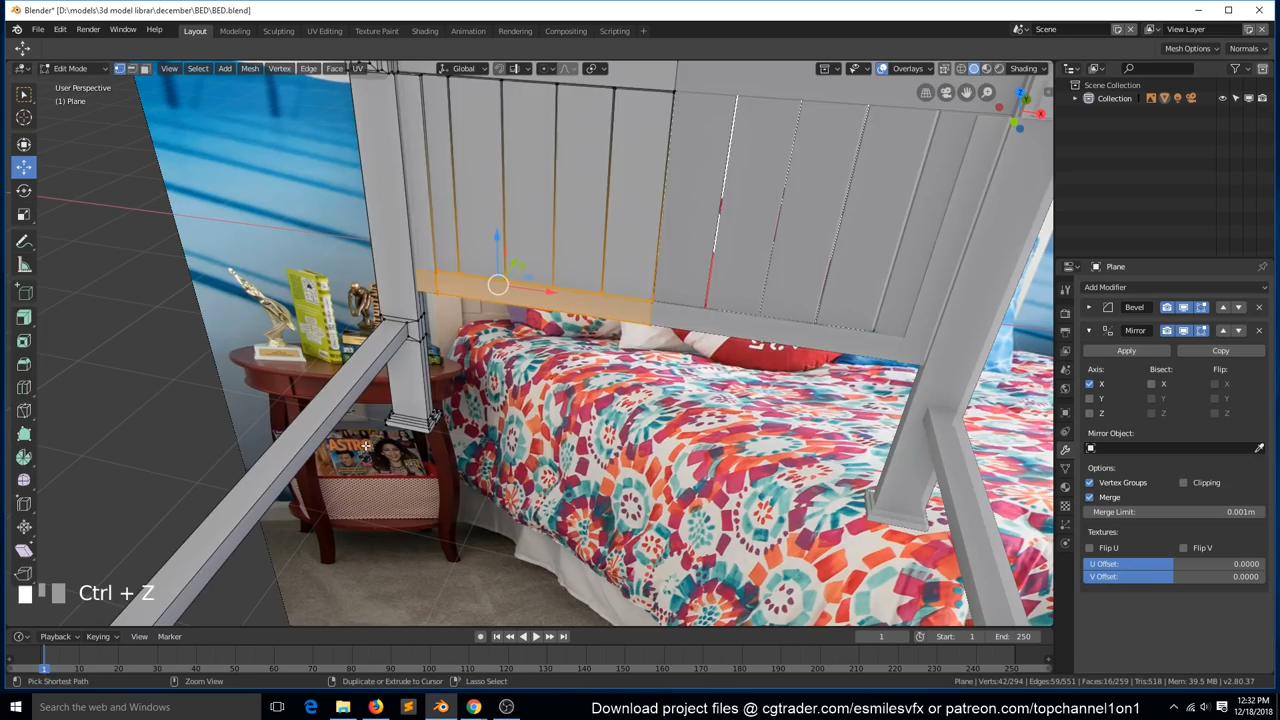 Blender* [D:\models\3d model librar\december\BED\BED.blend]
File Edit Render Window Help Layout Modeling Sculpting UV Editing Texture Paint Shading Animation Rendering Compositing Scripting + Scene View Layer
Mesh Options Normals
Edit Mode View Select Add Mesh Vertex Edge Face UV Global Overlays Shading
User Perspective
(1) Plane
Scene Collection
Collection
Plane
Add Modifier
Bevel
Mirror
Apply Copy
Axis: Bisect: Flip:
X X X
Y Y Y
Z Z Z
Mirror Object:
Options:
Vertex Groups Clipping
Merge
Merge Limit: 0.001m
Textures:
Flip U Flip V
U Offset: 0.0000
V Offset: 0.0000
Ctrl + Z
Playback Keying View Marker 1 Start: 1 End: 250
1 10 20 30 40 50 60 70 80 90 100 110 120 130 140 150 160 170 180 190 200 210 220 230 240 250
Pick Shortest Path Zoom View Duplicate or Extrude to Cursor Lasso Select Plane | Verts:42/294 | Edges:59/551 | Faces:16/259 | Tris:518 | Mem: 39.5 MB | v2.80.37
Search Windows and Web
Download project files @ cgtrader.com/esmilesvfx or patreon.com/topchannel1on1
12:32 PM
12/18/2018